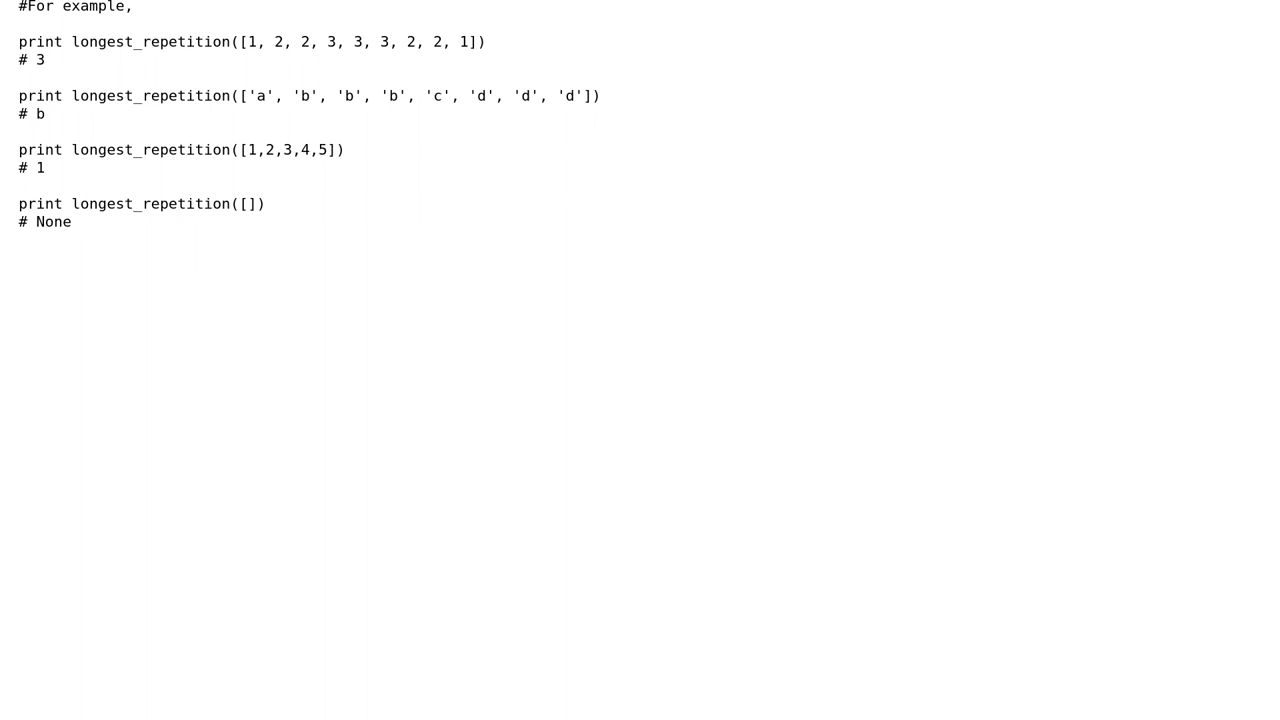 #For example,
print longest_repetition([1, 2, 2, 3, 3, 3, 2, 2, 1])
# 3
print longest_repetition(['a', 'b', 'b', 'b', 'c', 'd', 'd', 'd'])
# b
print longest_repetition([1,2,3,4,5])
# 1
print longest_repetition([])
# None